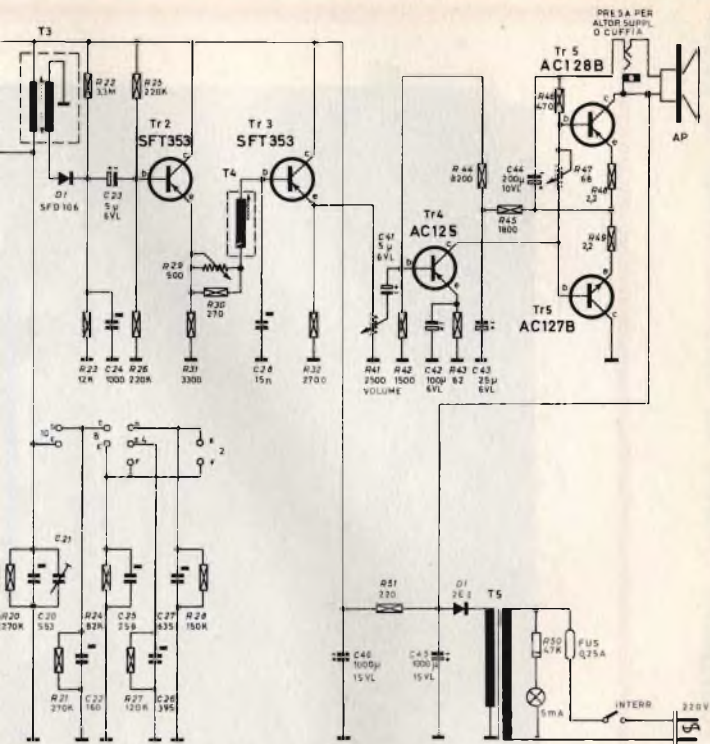 PRESA PER
ALTOR SUPPL
O CUFFIA
T3
R22
3,3M
R25
220K
Tr 2
SFT353
Tr 3
SFT353
T4
D1
SFD106
C23
5µ
6VL
b
c
e
b
c
e
R29
500
R30
270
R23
12K
C24
1000
R26
220K
R31
3300
C28
15n
R32
2700
R41
2500
VOLUME
C41
5µ
6VL
Tr4
AC125
b
c
e
R42
1500
C42
100µ
6VL
R43
82
C43
25µ
6VL
R44
8200
R45
1800
C44
200µ
10VL
R46
470
Tr 5
AC128B
b
c
e
R47
68
R48
2,2
R49
2,2
Tr5
AC127B
b
e
c
AP
10
8
2
R20
270K
C20
553
C21
R24
82K
C25
258
C27
635
R28
150K
R21
270K
C22
160
R27
120K
C26
395
R51
220
D1
C46
1000µ
15VL
C45
1000µ
15VL
T5
R50
47K
FUS
0,25A
5mA
INTERR
220V